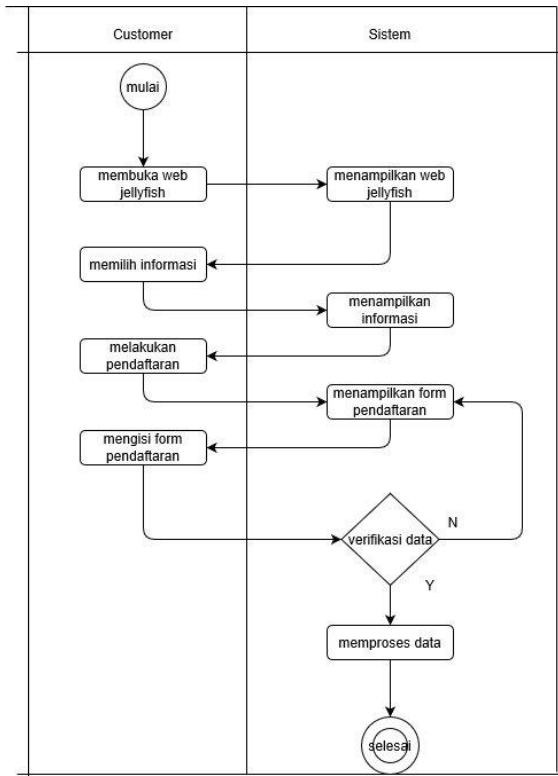 Customer
Sistem
mulai
membuka web
jellyfish
menampilkan web
jellyfish
memilih informasi
menampilkan
informasi
melakukan
pendaftaran
menampilkan form
pendaftaran
mengisi form
pendaftaran
verifikasi data
N
Y
memproses data
selesai